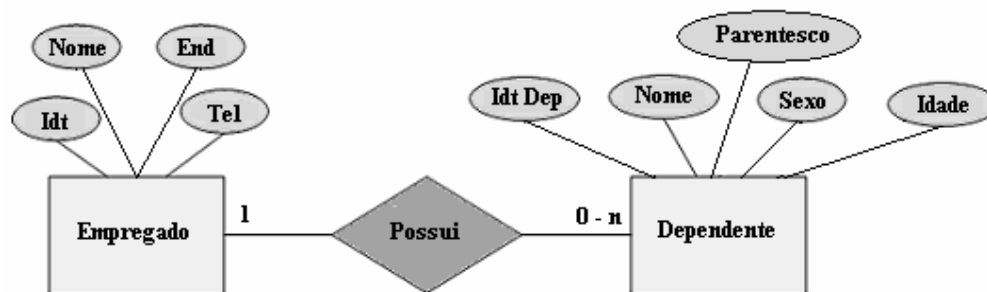 Nome
End
Parentesco
Idt
Tel
Idt Dep
Nome
Sexo
Idade
Empregado
1
Possui
0 - n
Dependente